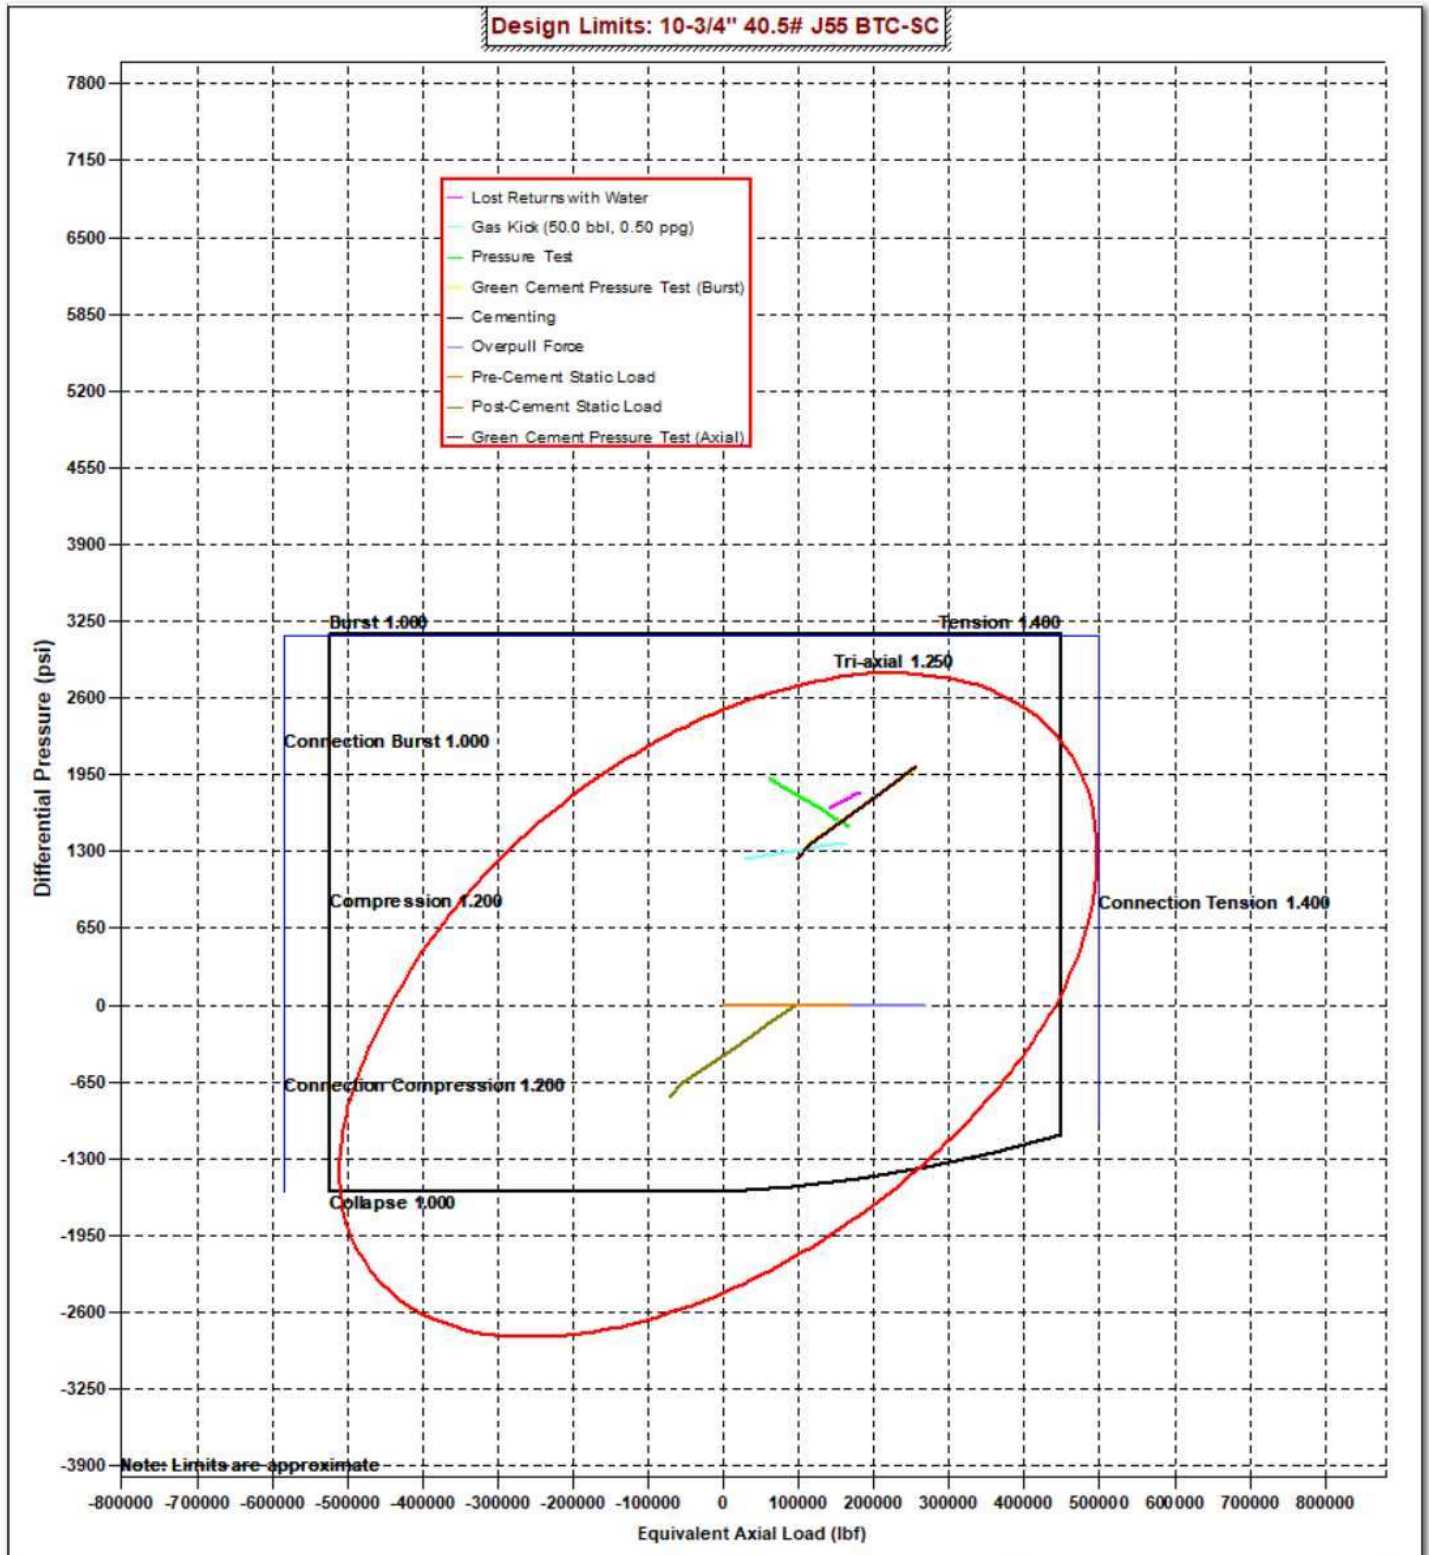 Design Limits: 10-3/4" 40.5# J55 BTC-SC
7800
7150
6500
5850
5200
4550
3900
3250
2600
1950
1300
650
0
-650
-1300
-1950
-2600
-3250
-3900
Differential Pressure (psi)
Lost Returns with Water
Gas Kick (50.0 bbl, 0.50 ppg)
Pressure Test
Green Cement Pressure Test (Burst)
Cementing
Overpull Force
Pre-Cement Static Load
Post-Cement Static Load
Green Cement Pressure Test (Axial)
Burst 1.000
Tension 1.400
Tri-axial 1.250
Connection Burst 1.000
Compression 1.200
Connection Tension 1.400
Connection Compression 1.200
Collapse 1.000
Note: Limits are approximate
-800000 -700000 -600000 -500000 -400000 -300000 -200000 -100000 0 100000 200000 300000 400000 500000 600000 700000 800000
Equivalent Axial Load (lbf)